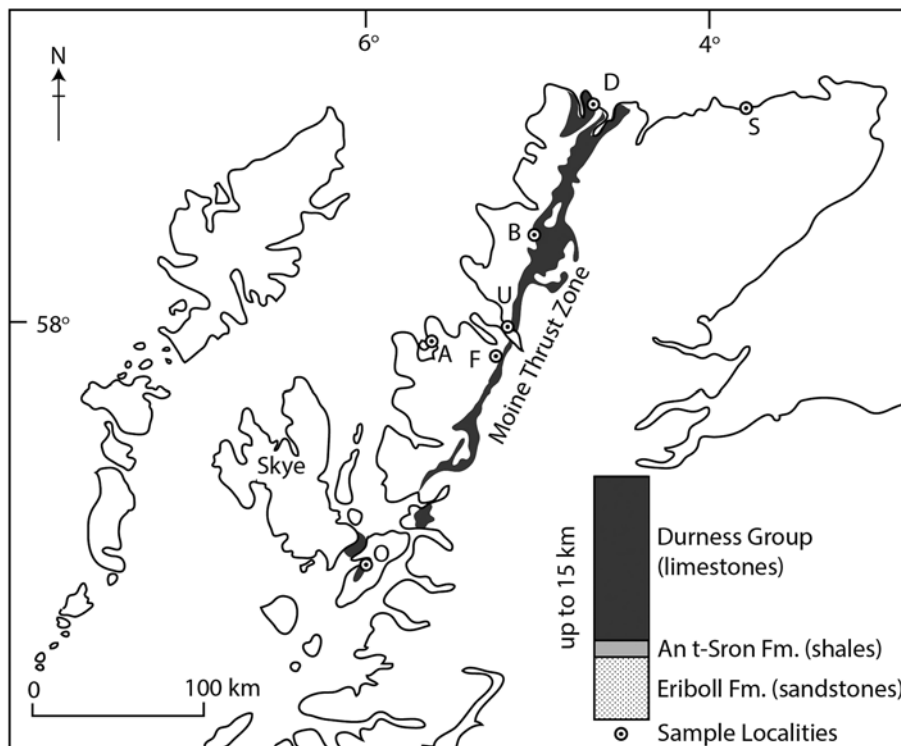 6°
4°
N
D
S
B
U
58°
A
F
Moine Thrust Zone
Skye
O
0
100 km
up to 15 km
Durness Group
(limestones)
An t-Sron Fm. (shales)
Eriboll Fm. (sandstones)
Sample Localities